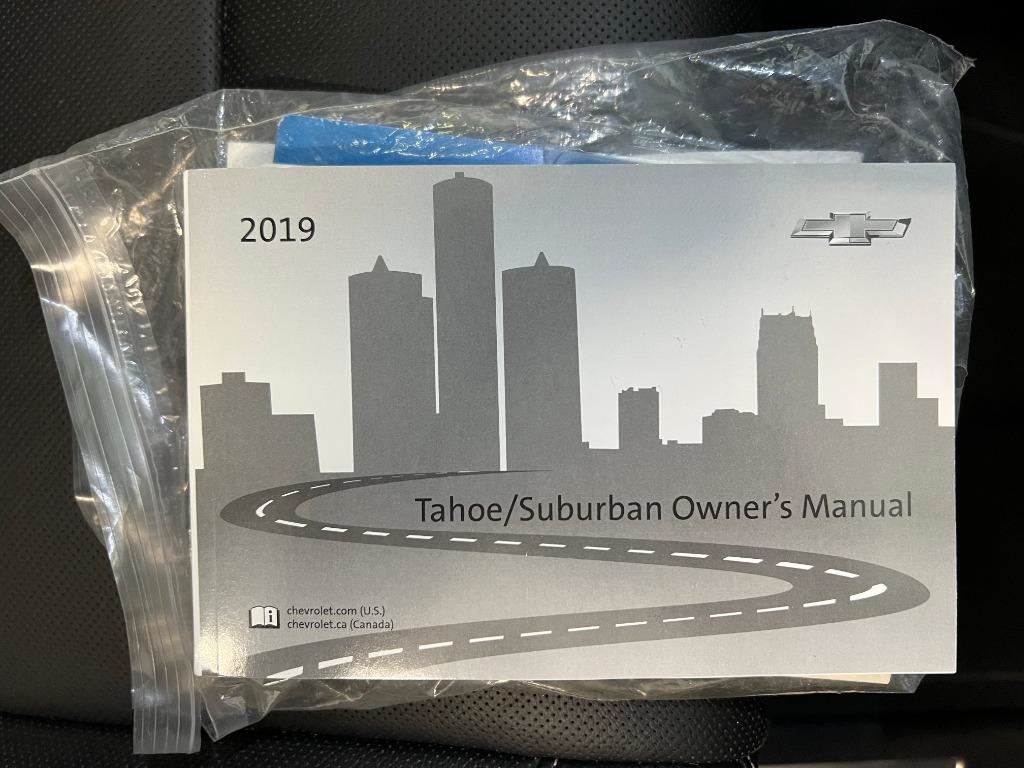 2019
Tahoe/Suburban Owner's Manual
chevrolet.com (U.S.)
chevrolet.ca (Canada)